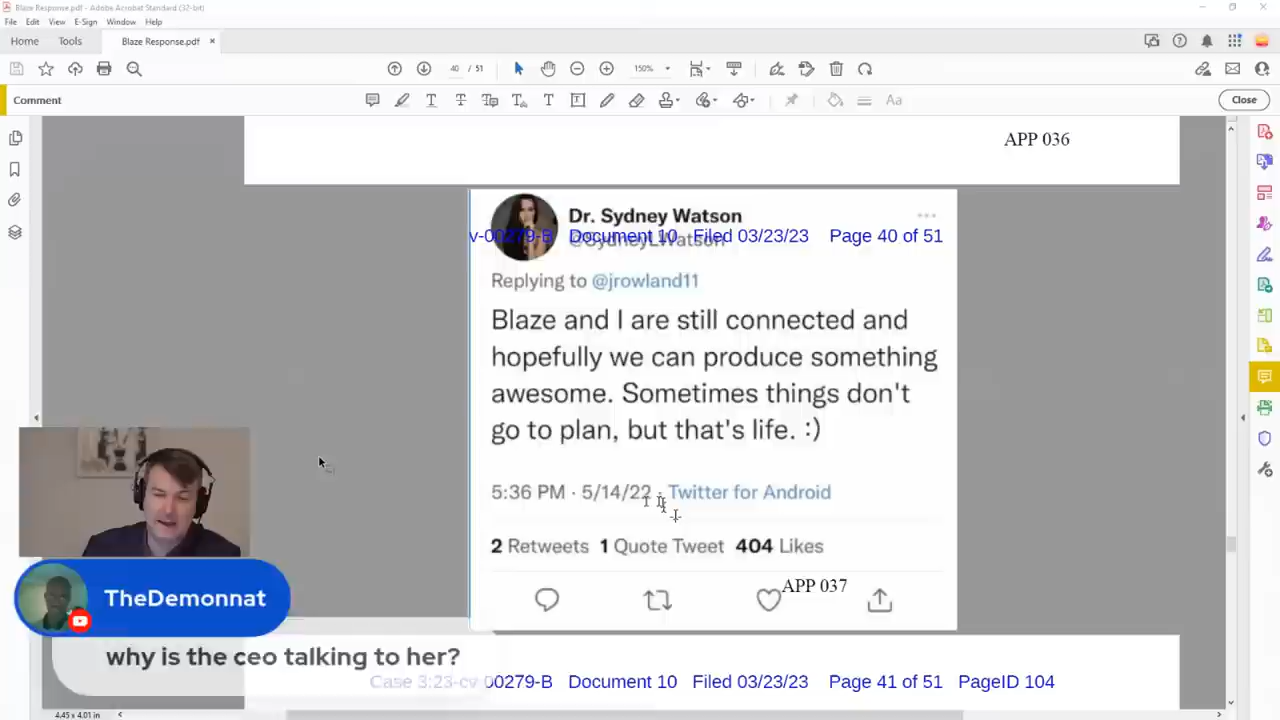 Blaze Response.pdf - Adobe Acrobat Standard (32-bit)
File Edit View E-Sign Window Help
Home Tools Blaze Response.pdf ×
40 / 51 150%
Comment
Close
APP 036
Dr. Sydney Watson
@SydneyLWatson
v-00279-B Document 10 Filed 03/23/23 Page 40 of 51
Replying to @jrowland11
Blaze and I are still connected and
hopefully we can produce something
awesome. Sometimes things don't
go to plan, but that's life. :)
5:36 PM · 5/14/22 · Twitter for Android
2 Retweets 1 Quote Tweet 404 Likes
APP 037
TheDemonnat
why is the ceo talking to her?
Case 3:23-cv-00279-B Document 10 Filed 03/23/23 Page 41 of 51 PageID 104
4.45 x 4.01 in